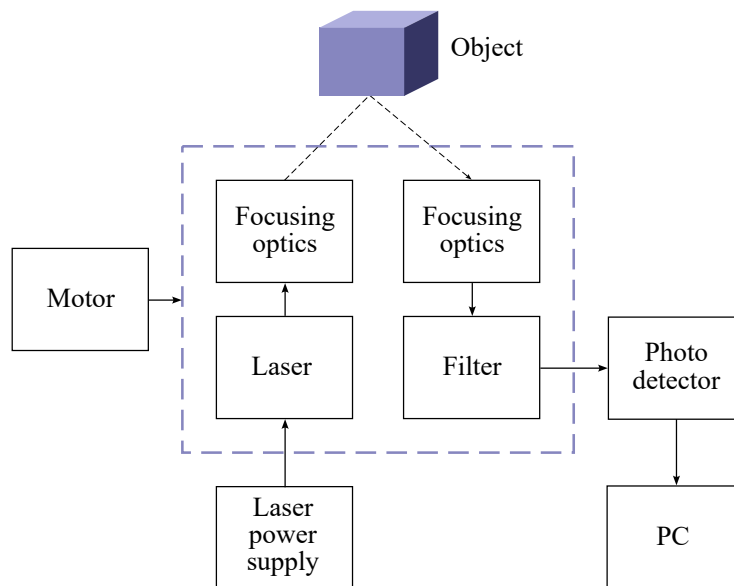 Object
Focusing
optics
Focusing
optics
Motor
Laser
Filter
Photo
detector
Laser
power
supply
PC